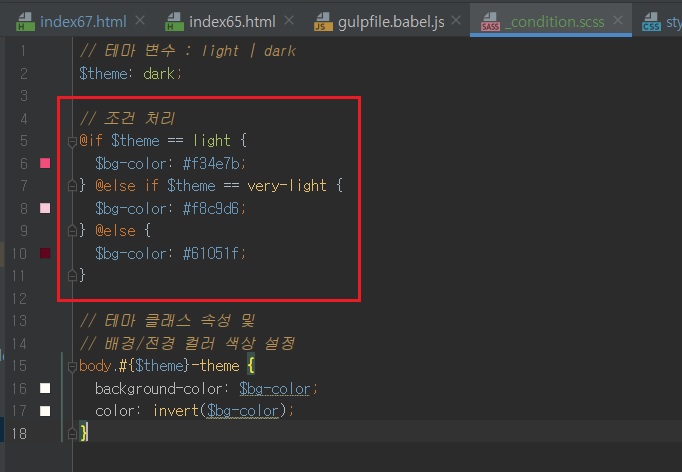 index67.html
index65.html
gulpfile.babel.js
_condition.scss
1 // 테마 변수 : light | dark
2 $theme: dark;
3
4 // 조건 처리
5 @if $theme == light {
6 $bg-color: #f34e7b;
7 } @else if $theme == very-light {
8 $bg-color: #f8c9d6;
9 } @else {
10 $bg-color: #61051f;
11 }
12
13 // 테마 클래스 속성 및
14 // 배경/전경 컬러 색상 설정
15 body.#{$theme}-theme {
16 background-color: $bg-color;
17 color: invert($bg-color);
18 }